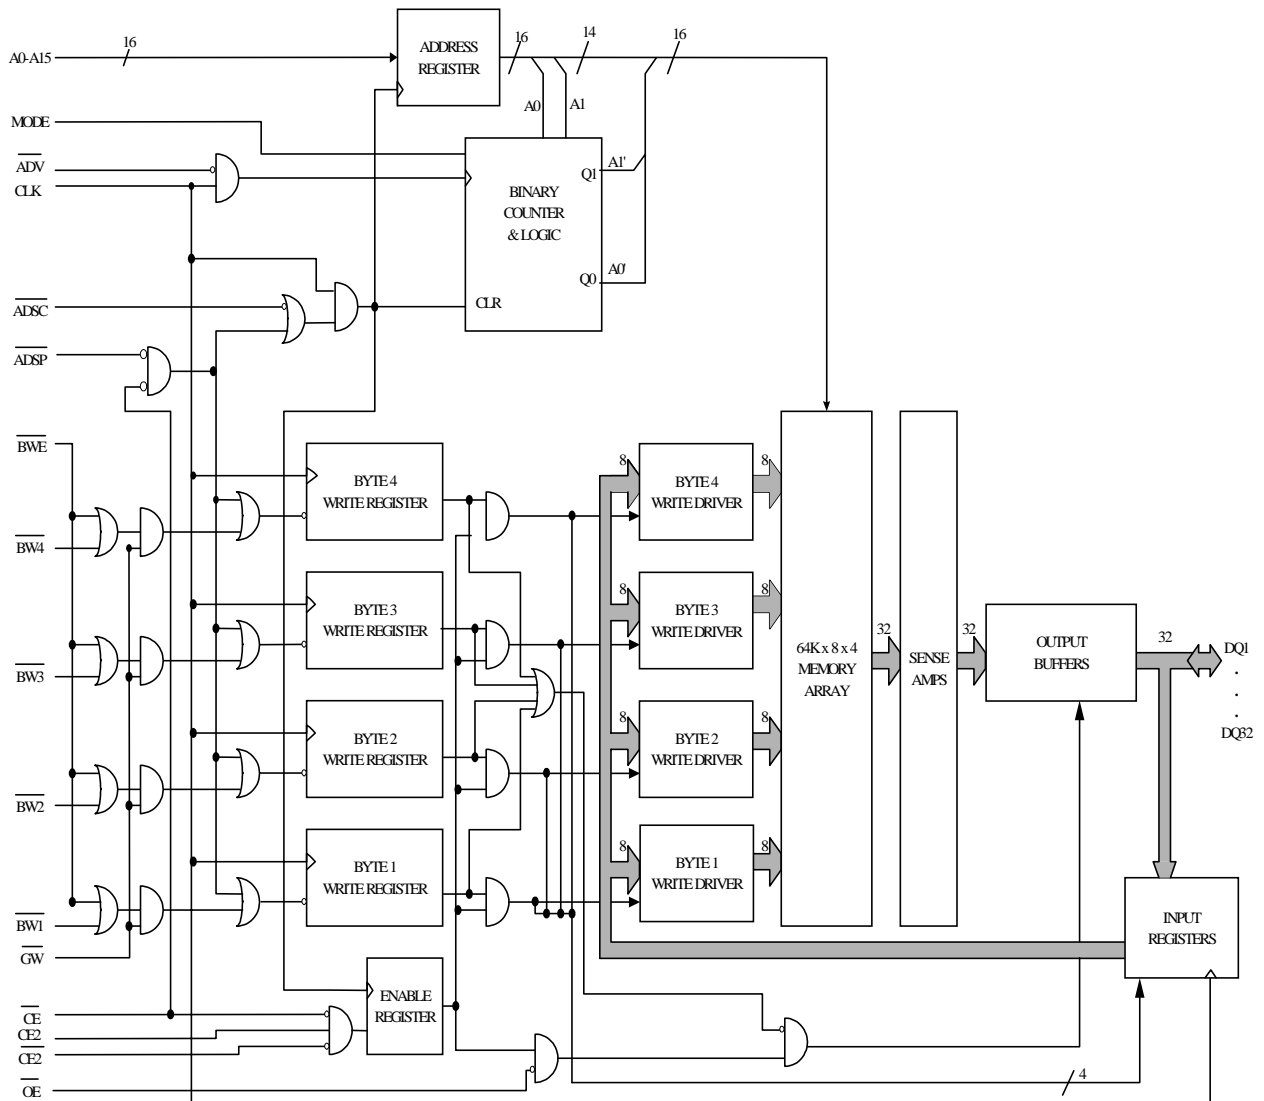 16
ADDRESS
REGISTER
16
14
16
A0-A15
A0
A1
MODE
ADV
CLK
BINARY
COUNTER
& LOGIC
Q1
A1'
Q0
A0'
CLR
ADSC
ADSP
BWE
BYTE 4
WRITE REGISTER
8
BYTE 4
WRITE DRIVER
8
BW4
BYTE 3
WRITE REGISTER
8
BYTE 3
WRITE DRIVER
8
BW3
64K x 8 x 4
MEMORY
ARRAY
32
SENSE
AMPS
32
OUTPUT
BUFFERS
32
DQ1
.
.
.
DQ32
BYTE 2
WRITE REGISTER
8
BYTE 2
WRITE DRIVER
8
BW2
BYTE 1
WRITE REGISTER
8
BYTE 1
WRITE DRIVER
8
BW1
GW
INPUT
REGISTERS
ENABLE
REGISTER
CE
CE2
CE2
OE
4